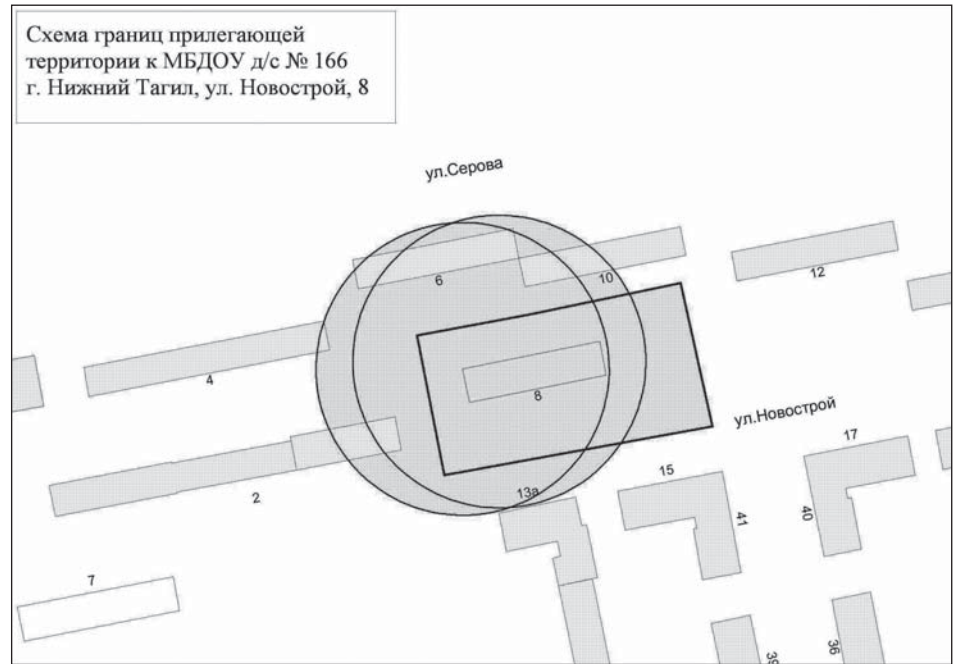 Схема границ прилегающей
территории к МБДОУ д/с № 166
г. Нижний Тагил, ул. Новострой, 8
ул.Серова
6
10
12
4
8
ул.Новострой
2
13а
15
17
41
40
7
39
36